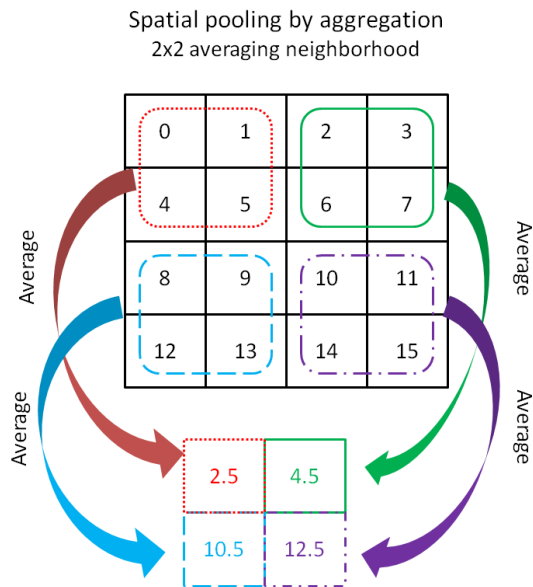 Spatial pooling by aggregation
2x2 averaging neighborhood
0 1 2 3
4 5 6 7
Average
Average
8 9 10 11
12 13 14 15
Average
Average
2.5 4.5
10.5 12.5